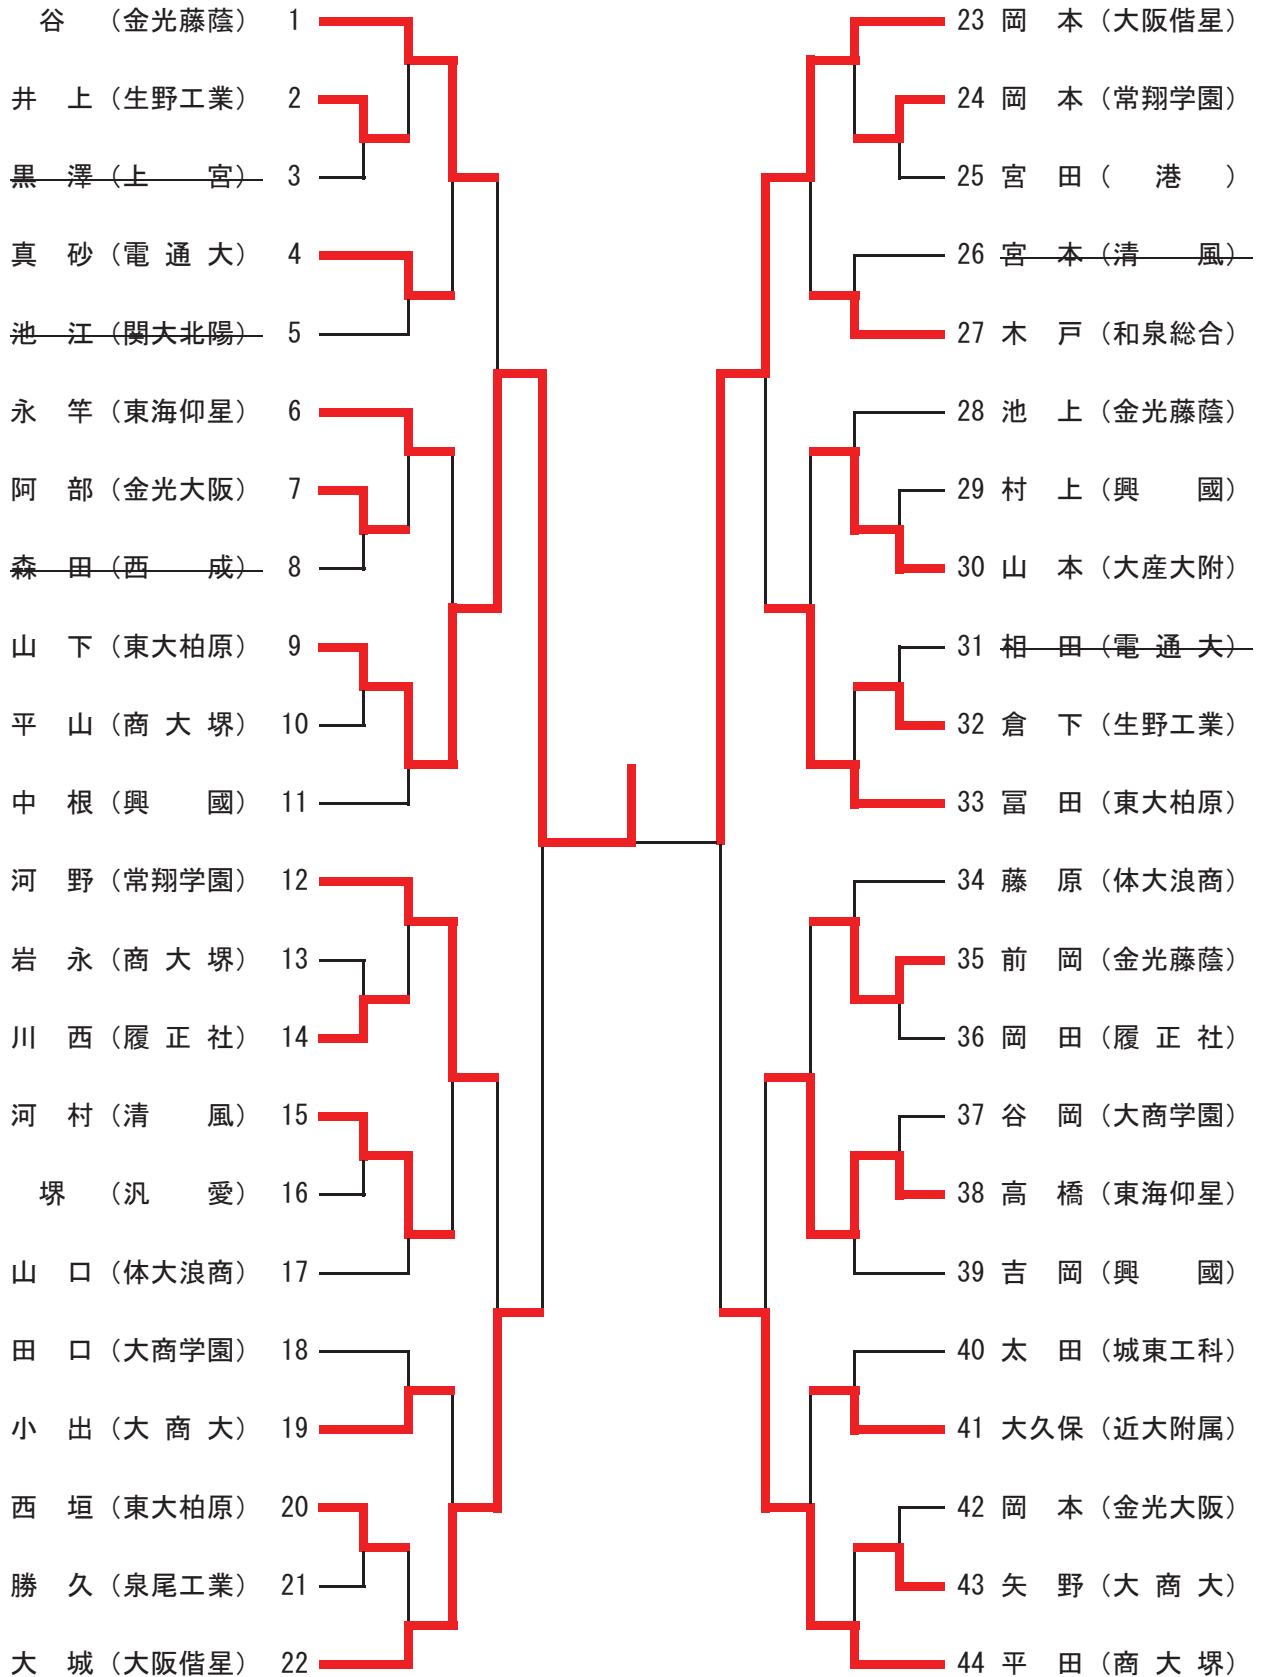 谷 （金光藤蔭） 1
井 上（生野工業） 2
黒 澤（上 宮） 3
真 砂（電 通 大） 4
池 江（関大北陽） 5
永 竿（東海仰星） 6
阿 部（金光大阪） 7
森 田（西 成） 8
山 下（東大柏原） 9
平 山（商 大 堺） 10
中 根（興 國） 11
河 野（常翔学園） 12
岩 永（商 大 堺） 13
川 西（履 正 社） 14
河 村（清 風） 15
堺 （汎 愛） 16
山 口（体大浪商） 17
田 口（大商学園） 18
小 出（大 商 大） 19
西 垣（東大柏原） 20
勝 久（泉尾工業） 21
大 城（大阪偕星） 22
23 岡 本（大阪偕星）
24 岡 本（常翔学園）
25 宮 田（ 港 ）
26 宮 本（清 風）
27 木 戸（和泉総合）
28 池 上（金光藤蔭）
29 村 上（興 國）
30 山 本（大産大附）
31 相 田（電 通 大）
32 倉 下（生野工業）
33 冨 田（東大柏原）
34 藤 原（体大浪商）
35 前 岡（金光藤蔭）
36 岡 田（履 正 社）
37 谷 岡（大商学園）
38 高 橋（東海仰星）
39 吉 岡（興 國）
40 太 田（城東工科）
41 大久保（近大附属）
42 岡 本（金光大阪）
43 矢 野（大 商 大）
44 平 田（商 大 堺）